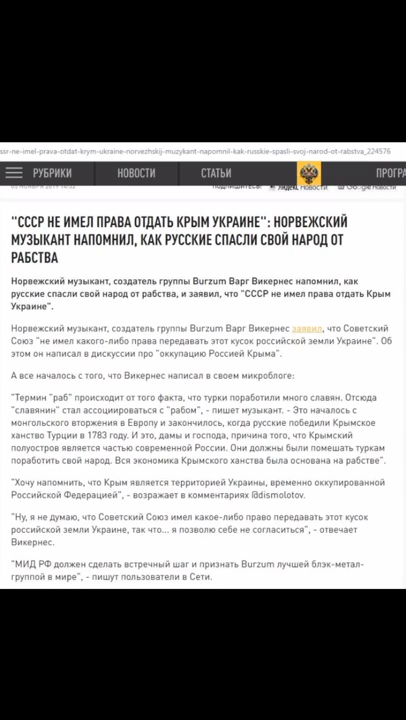 ssr-ne-imel-prava-otdat-krym-ukraine-norvezhskij-muzykant-napomnil-kak-russkie-spasli-svoj-narod-ot-rabstva_224576
РУБРИКИ НОВОСТИ СТАТЬИ ПРОГРА
"СССР НЕ ИМЕЛ ПРАВА ОТДАТЬ КРЫМ УКРАИНЕ": НОРВЕЖСКИЙ
МУЗЫКАНТ НАПОМНИЛ, КАК РУССКИЕ СПАСЛИ СВОЙ НАРОД ОТ
РАБСТВА
Норвежский музыкант, создатель группы Burzum Варг Викернес напомнил, как
русские спасли свой народ от рабства, и заявил, что "СССР не имел права отдать Крым
Украине".
Норвежский музыкант, создатель группы Burzum Варг Викернес заявил, что Советский
Союз "не имел какого-либо права передавать этот кусок российской земли Украине". Об
этом он написал в дискуссии про "оккупацию Россией Крыма".
А все началось с того, что Викернес написал в своем микроблоге:
"Термин "раб" происходит от того факта, что турки поработили много славян. Отсюда
"славянин" стал ассоциироваться с "рабом", - пишет музыкант. - Это началось с
монгольского вторжения в Европу и закончилось, когда русские победили Крымское
ханство Турции в 1783 году. И это, дамы и господа, причина того, что Крымский
полуостров является частью современной России. Они должны были помешать туркам
поработить свой народ. Вся экономика Крымского ханства была основана на рабстве".
"Хочу напомнить, что Крым является территорией Украины, временно оккупированной
Российской Федерацией", - возражает в комментариях @dismolotov.
"Ну, я не думаю, что Советский Союз имел какое-либо право передавать этот кусок
российской земли Украине, так что... я позволю себе не согласиться", - отвечает
Викернес.
"МИД РФ должен сделать встречный шаг и признать Burzum лучшей блэк-метал-
группой в мире", - пишут пользователи в Сети.